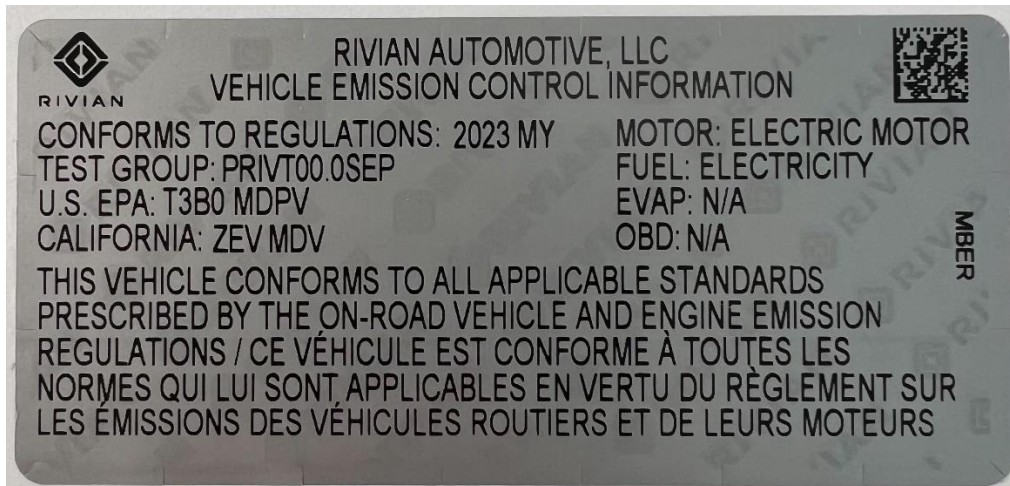 RIVIAN
RIVIAN AUTOMOTIVE, LLC
VEHICLE EMISSION CONTROL INFORMATION
CONFORMS TO REGULATIONS: 2023 MY
MOTOR: ELECTRIC MOTOR
TEST GROUP: PRIVT00.0SEP
FUEL: ELECTRICITY
U.S. EPA: T3B0 MDPV
EVAP: N/A
CALIFORNIA: ZEV MDV
OBD: N/A
MBER
THIS VEHICLE CONFORMS TO ALL APPLICABLE STANDARDS
PRESCRIBED BY THE ON-ROAD VEHICLE AND ENGINE EMISSION
REGULATIONS / CE VÉHICULE EST CONFORME À TOUTES LES
NORMES QUI LUI SONT APPLICABLES EN VERTU DU RÈGLEMENT SUR
LES ÉMISSIONS DES VÉHICULES ROUTIERS ET DE LEURS MOTEURS